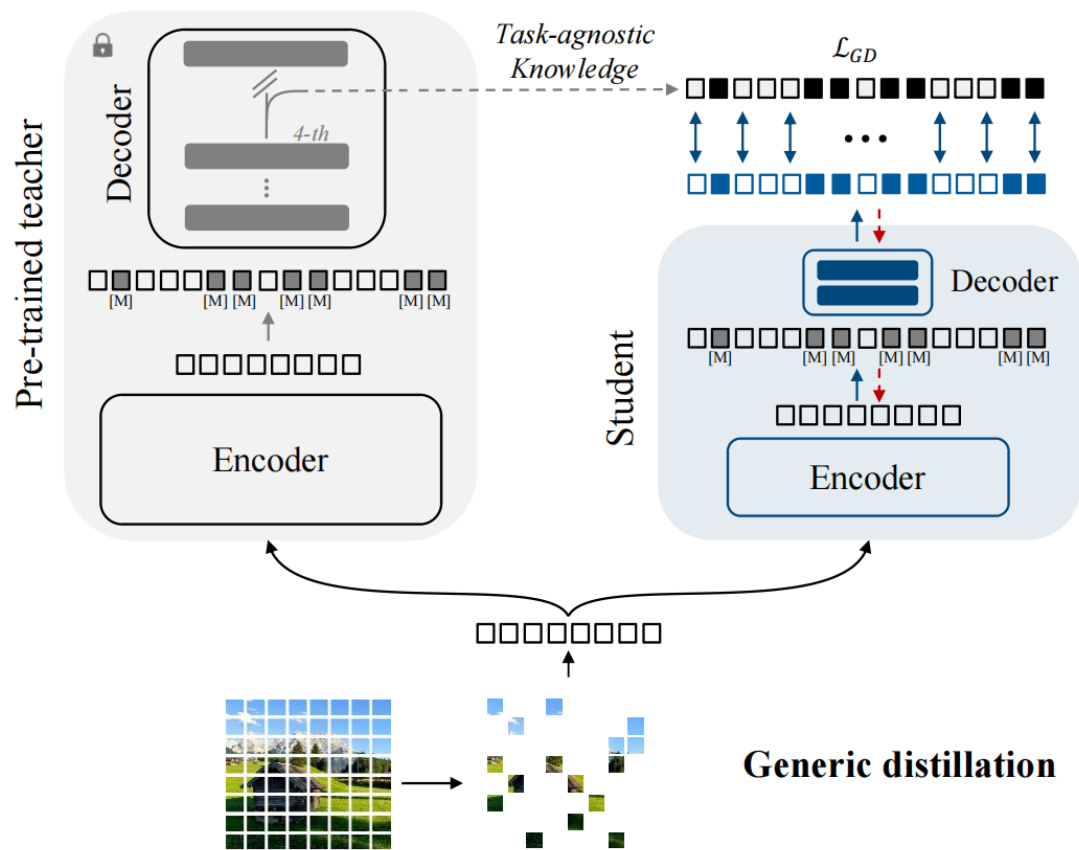 Task-agnostic
Knowledge
ℒ_GD
Pre-trained teacher
Decoder
4-th
[M] [M] [M] [M] [M] [M] [M]
Encoder
Student
Decoder
[M] [M] [M] [M] [M] [M] [M]
Encoder
Generic distillation